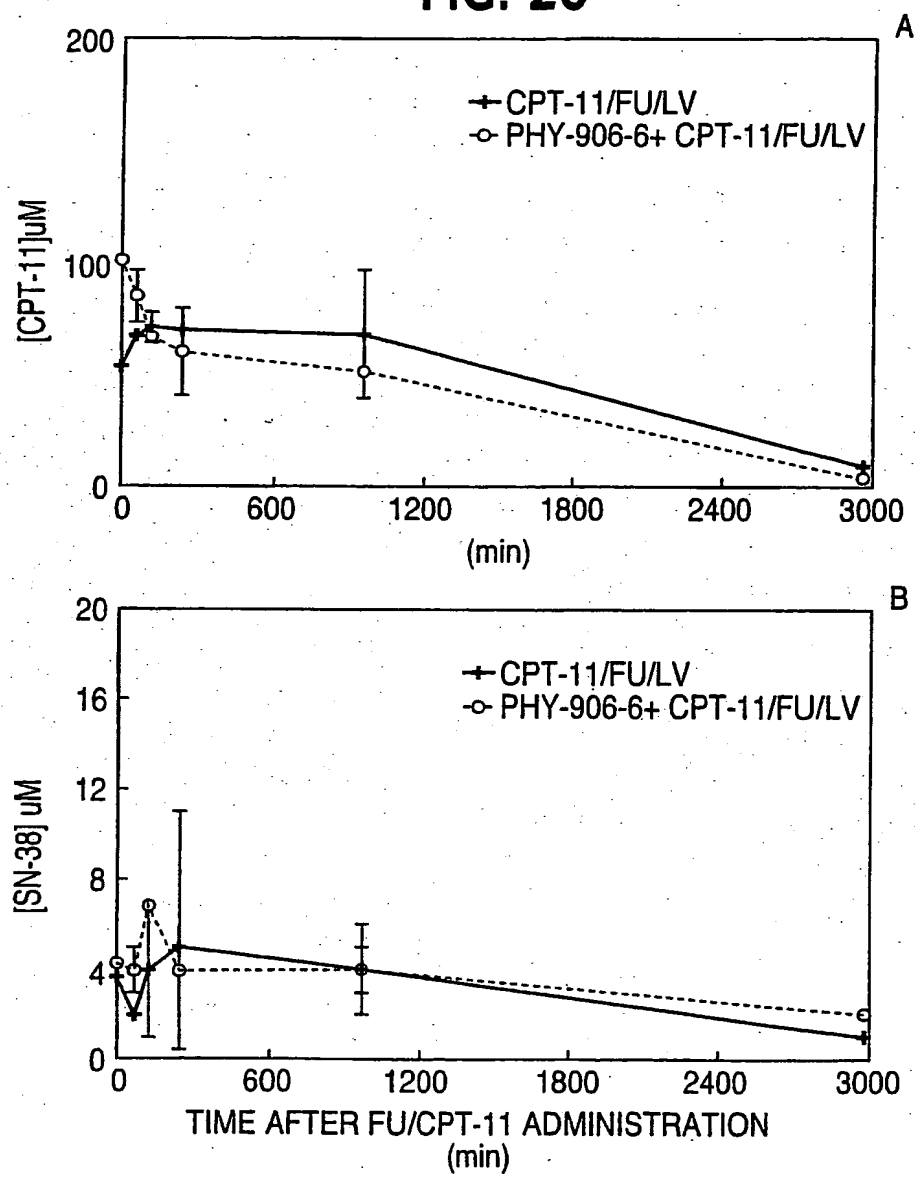 A
200
CPT-11/FU/LV
PHY-906-6+ CPT-11/FU/LV
[CPT-11]uM
100
0
0 600 1200 1800 2400 3000
(min)
B
20
CPT-11/FU/LV
16
PHY-906-6+ CPT-11/FU/LV
12
[SN-38] uM
8
4
0
0 600 1200 1800 2400 3000
TIME AFTER FU/CPT-11 ADMINISTRATION
(min)